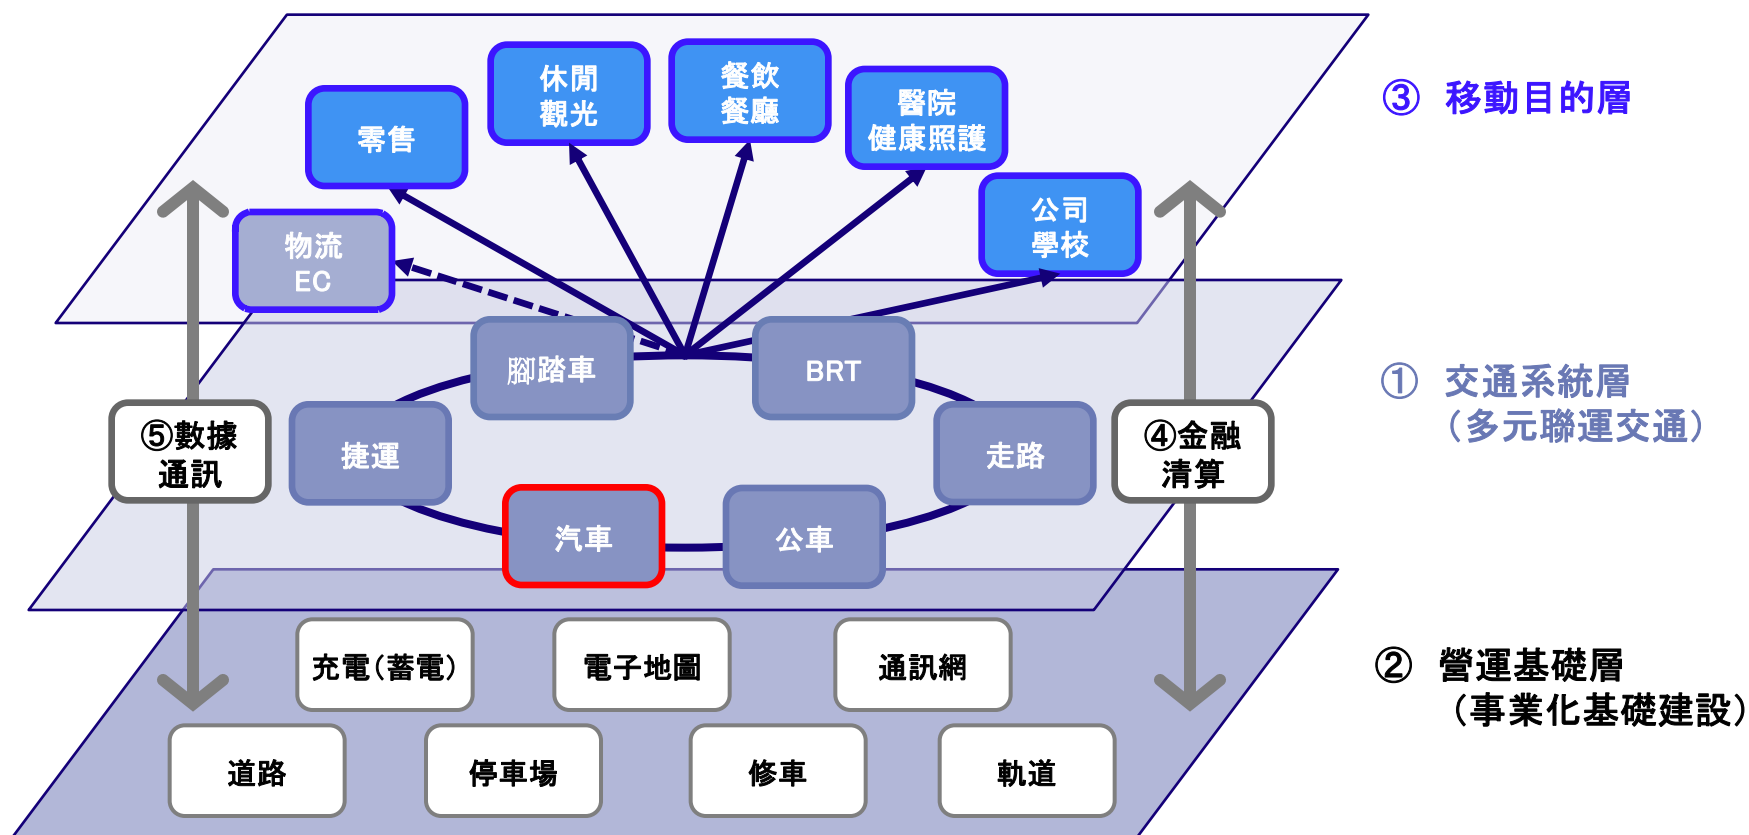 ③ 移動目的層
休閒
觀光
餐飲
餐廳
醫院
健康照護
零售
公司
學校
物流
EC
① 交通系統層
（多元聯運交通）
腳踏車
BRT
⑤數據
通訊
捷運
走路
④金融
清算
汽車
公車
② 營運基礎層
（事業化基礎建設）
充電（蓄電）
電子地圖
通訊網
道路
停車場
修車
軌道